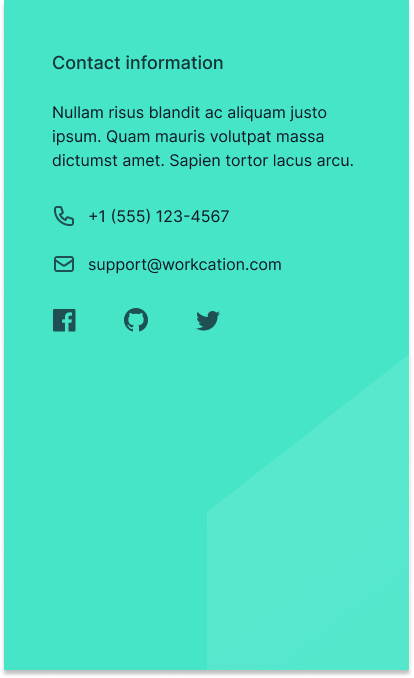 Contact information
Nullam risus blandit ac aliquam justo
ipsum. Quam mauris volutpat massa
dictumst amet. Sapien tortor lacus arcu.
+1 (555) 123-4567
support@workcation.com